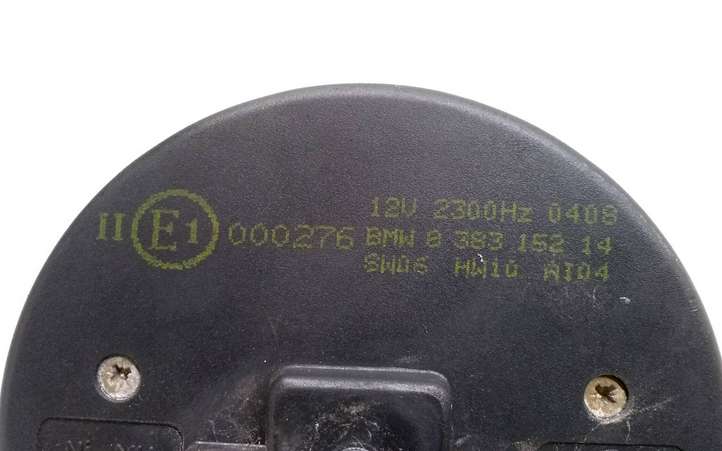 12V 2300Hz 0408
II E1 000276 BMW 8 383 152 14
SW06 HW10 AI04